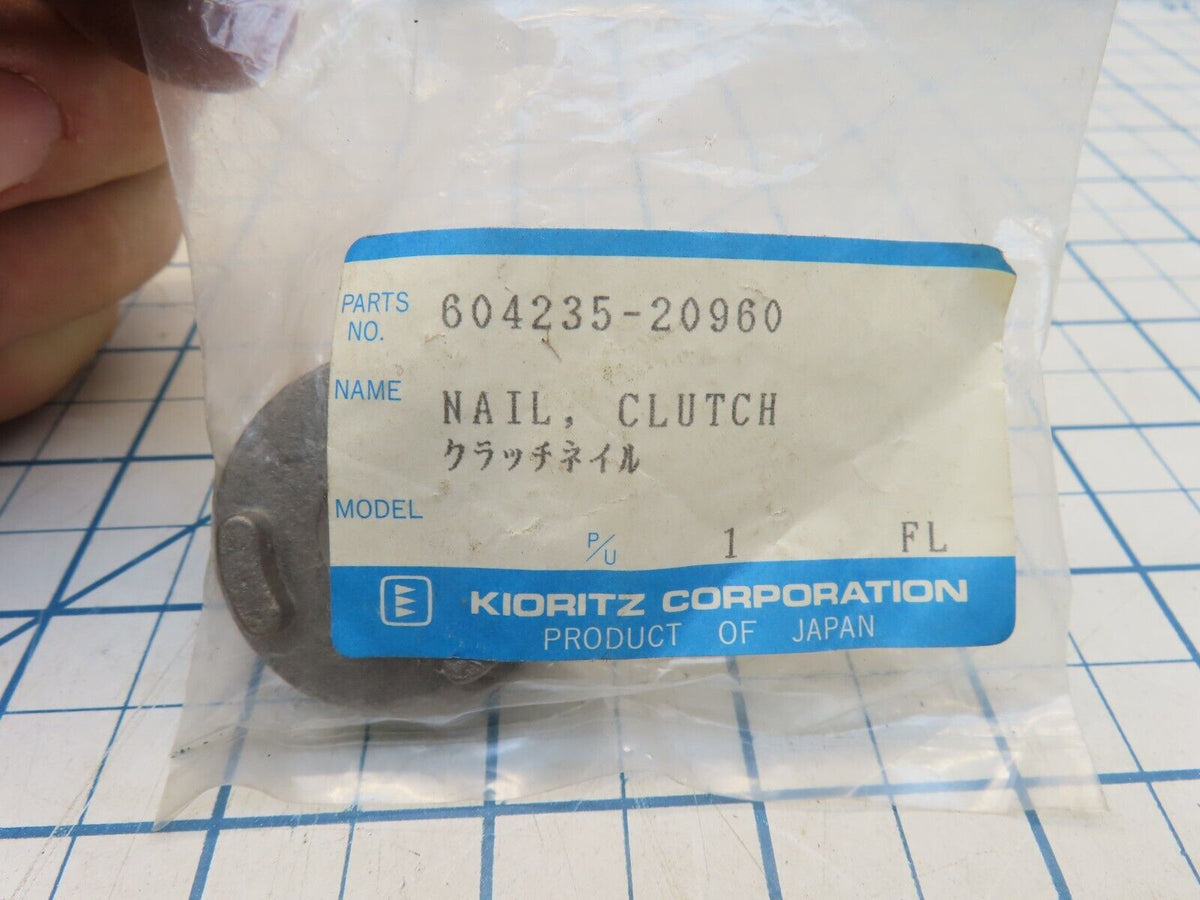 PARTS NO. 604235-20960
NAME NAIL, CLUTCH
クラッチネイル
MODEL
P/U 1 FL
KIORITZ CORPORATION
PRODUCT OF JAPAN